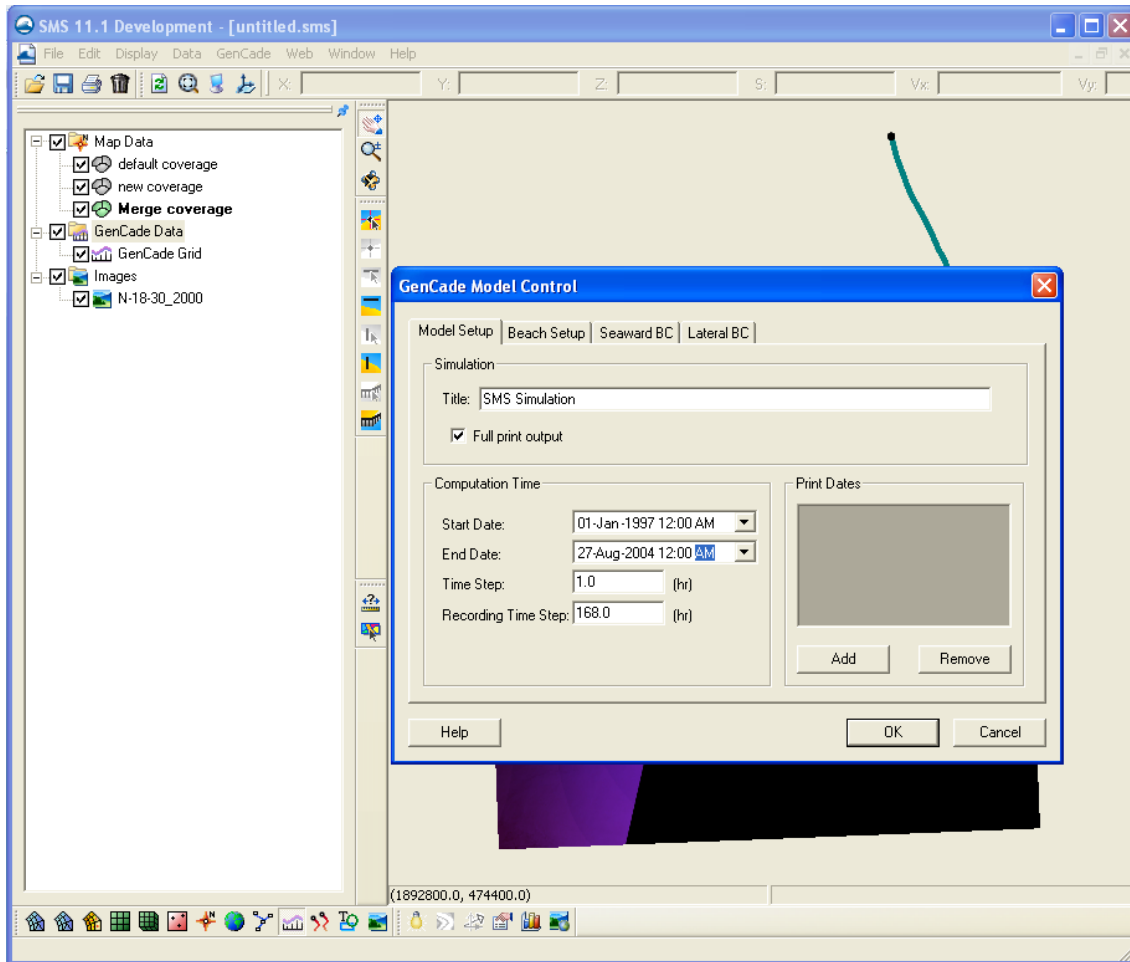 SMS 11.1 Development - [untitled.sms]
File Edit Display Data GenCade Web Window Help
X: Y: Z: S: Vx: Vy:
Map Data
default coverage
new coverage
Merge coverage
GenCade Data
GenCade Grid
Images
N-18-30_2000
GenCade Model Control
Model Setup Beach Setup Seaward BC Lateral BC
Simulation
Title: SMS Simulation
Full print output
Computation Time
Start Date: 01-Jan-1997 12:00 AM
End Date: 27-Aug-2004 12:00 AM
Time Step: 1.0 (hr)
Recording Time Step: 168.0 (hr)
Print Dates
Add Remove
Help OK Cancel
(1892800.0, 474400.0)